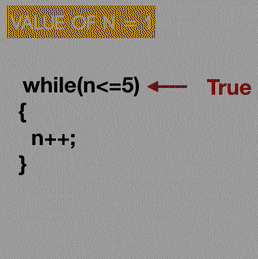 VALUE OF N = 1
while(n<=5) ← True
{
n++;
}